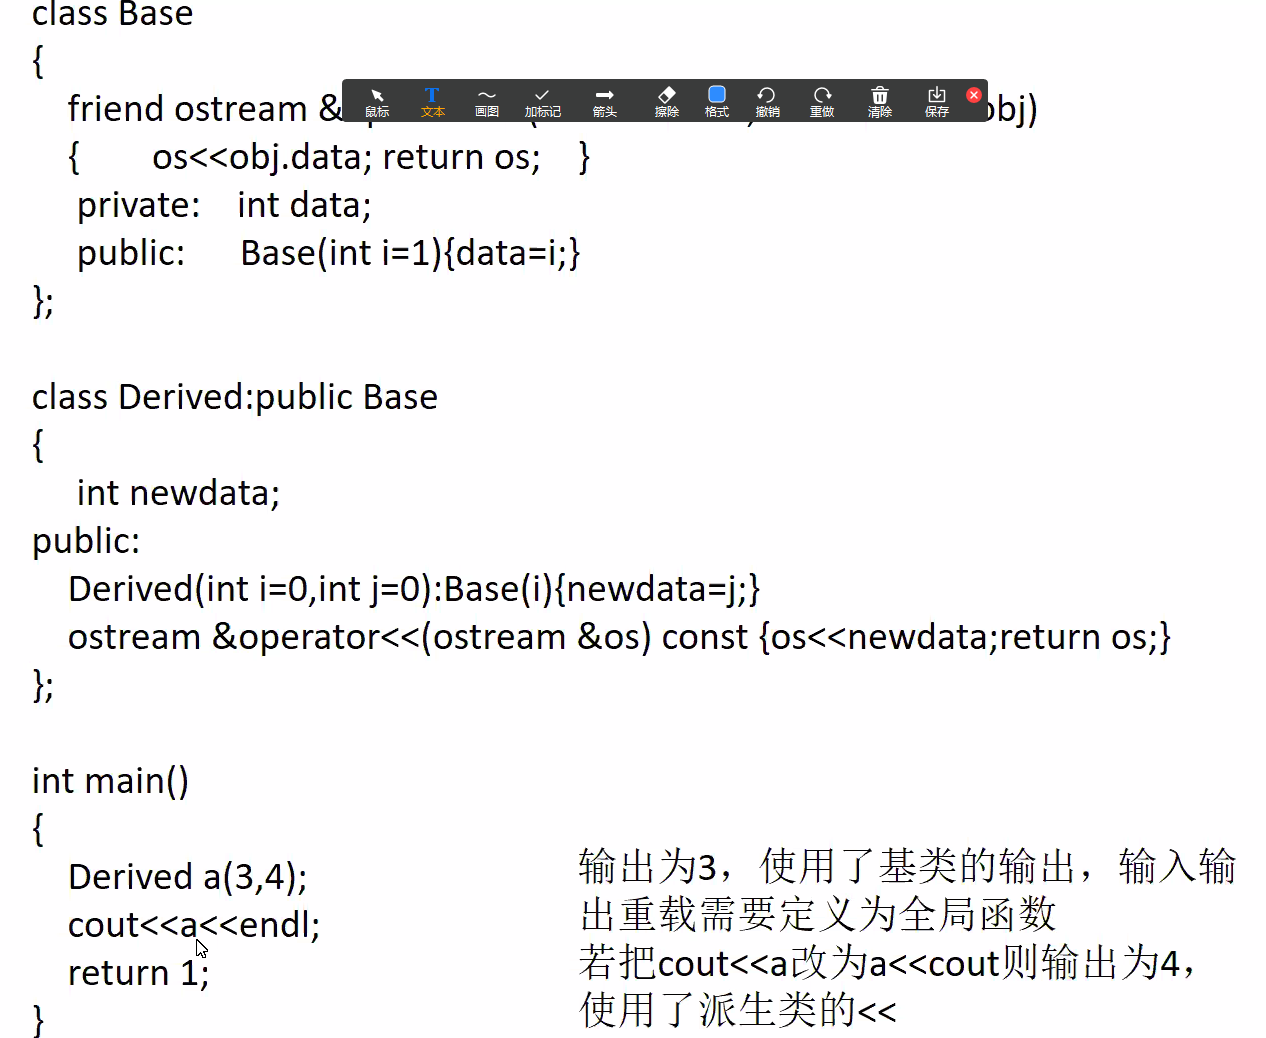 class Base
{
friend ostream & obj)
鼠标 文本 画图 加标记 箭头 擦除 格式 撤销 重做 清除 保存
{ os<<obj.data; return os; }
private: int data;
public: Base(int i=1){data=i;}
};
class Derived:public Base
{
int newdata;
public:
Derived(int i=0,int j=0):Base(i){newdata=j;}
ostream &operator<<(ostream &os) const {os<<newdata;return os;}
};
int main()
{
Derived a(3,4);
cout<<a<<endl;
return 1;
}
输出为3，使用了基类的输出，输入输
出重载需要定义为全局函数
若把cout<<a改为a<<cout则输出为4，
使用了派生类的<<